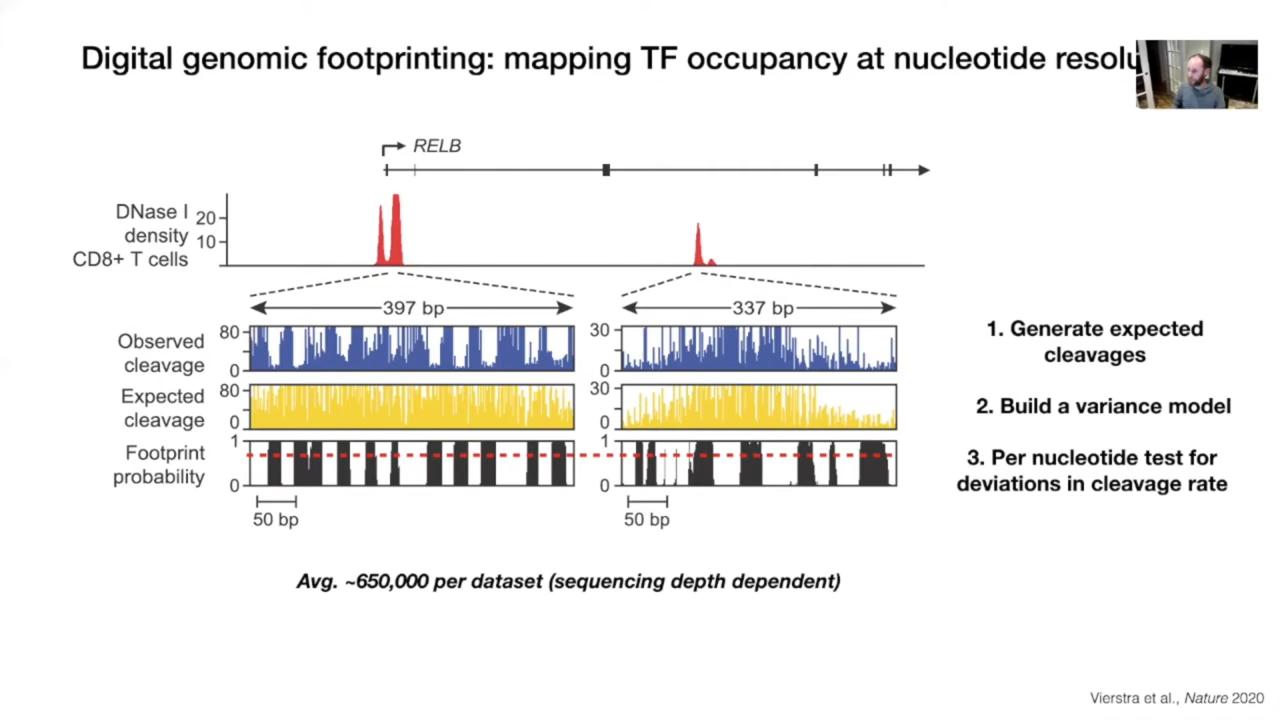 Digital genomic footprinting: mapping TF occupancy at nucleotide resolu
RELB
DNase I
density
CD8+ T cells
20
10
397 bp
337 bp
Observed
cleavage
80
0
30
0
Expected
cleavage
80
0
30
0
Footprint
probability
1
0
1
0
50 bp
50 bp
1. Generate expected
cleavages
2. Build a variance model
3. Per nucleotide test for
deviations in cleavage rate
Avg. ~650,000 per dataset (sequencing depth dependent)
Vierstra et al., Nature 2020